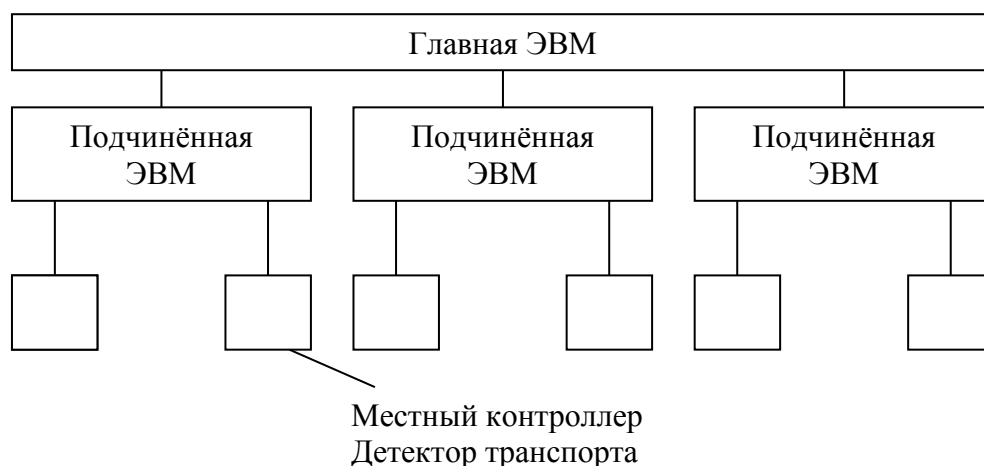 Главная ЭВМ
Подчинённая
ЭВМ
Подчинённая
ЭВМ
Подчинённая
ЭВМ
Местный контроллер
Детектор транспорта